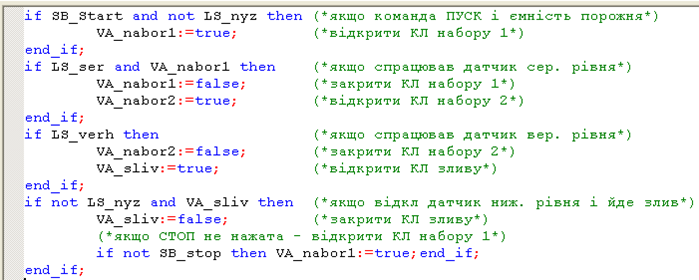 if SB_Start and not LS_nyz then (*якщо команда ПУСК і ємність порожня*)
VA_nabor1:=true; (*відкрити КЛ набору 1*)
end_if;
if LS_ser and VA_nabor1 then (*якщо спрацював датчик сер. рівня*)
VA_nabor1:=false; (*закрити КЛ набору 1*)
VA_nabor2:=true; (*відкрити КЛ набору 2*)
end_if;
if LS_verh then (*якщо спрацював датчик вер. рівня*)
VA_nabor2:=false; (*закрити КЛ набору 2*)
VA_sliv:=true; (*відкрити КЛ зливу*)
end_if;
if not LS_nyz and VA_sliv then (*якщо відкл датчик ниж. рівня і йде злив*)
VA_sliv:=false; (*закрити КЛ зливу*)
(*якщо СТОП не нажата - відкрити КЛ набору 1*)
if not SB_stop then VA_nabor1:=true;end_if;
end_if;